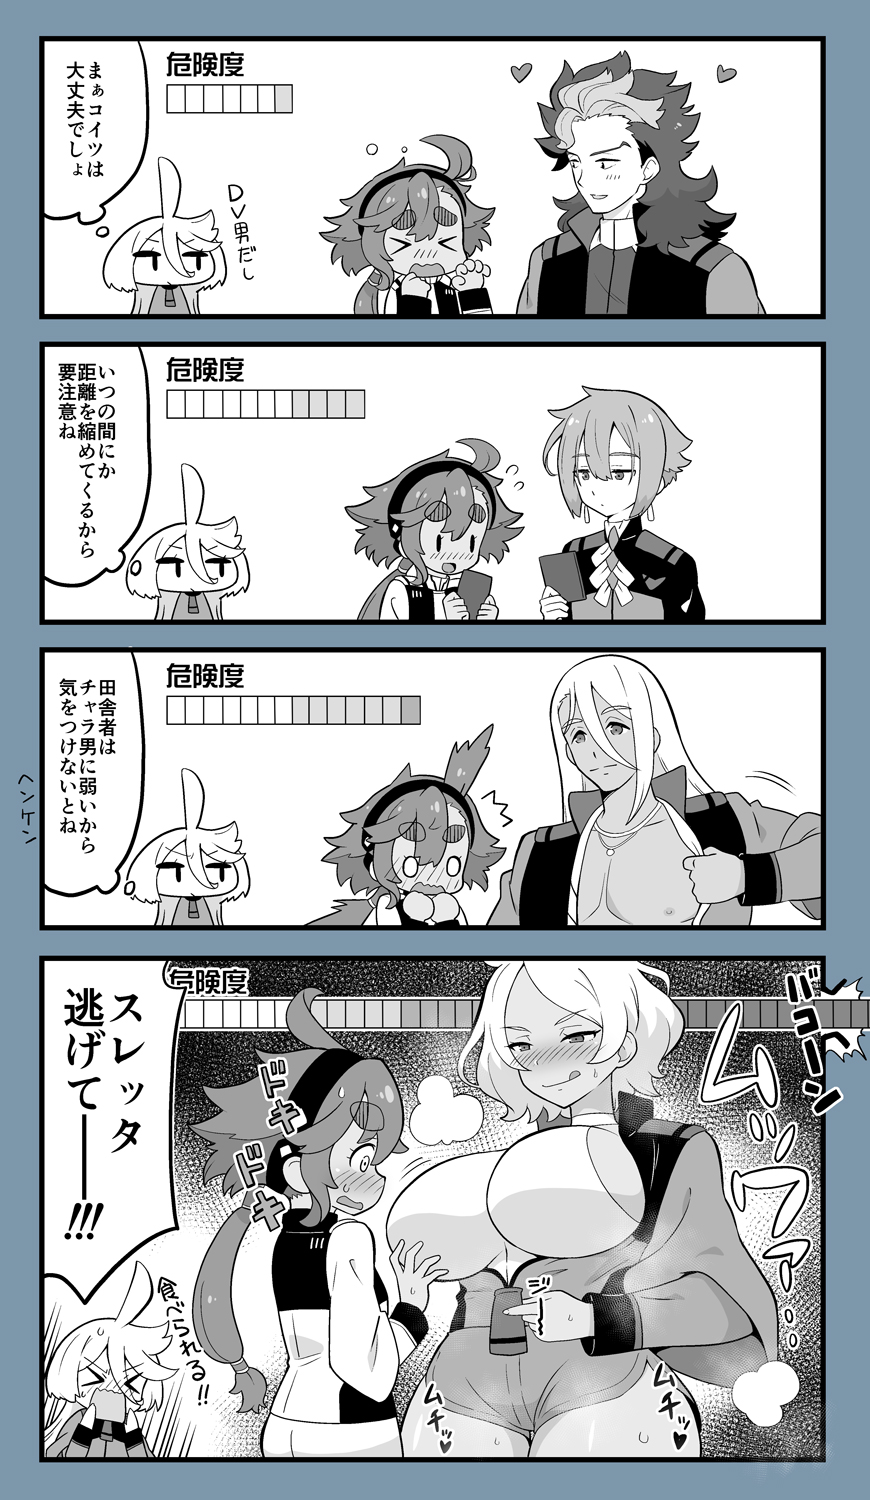 危険度
まぁコイツは
大丈夫でしょ
DV男だし
危険度
いつの間にか
距離を縮めてくるから
要注意ね
危険度
田舎者は
チャラ男に弱いから
気をつけないとね
ヘンケン
危険度
バコーン
ムッワァ…
スレッタ
逃げて――!!!
ドキ
ドキ
ジー
食べられる!!
ムチッ♥
ムチッ♥